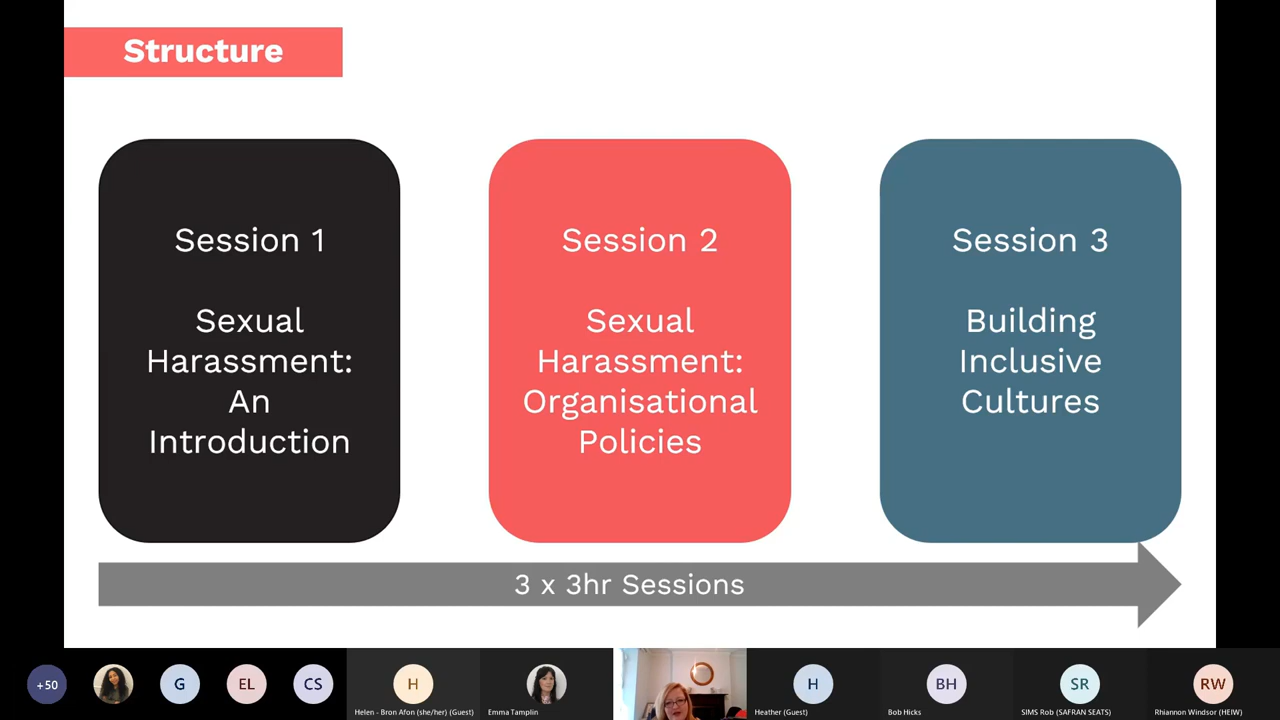 Structure
Session 1
Sexual
Harassment:
An
Introduction
Session 2
Sexual
Harassment:
Organisational
Policies
Session 3
Building
Inclusive
Cultures
3 x 3hr Sessions
+50
G
EL
CS
H
Helen - Bron Afon (she/her) (Guest)
Emma Tamplin
H
Heather (Guest)
BH
Bob Hicks
SR
SIMS Rob (SAFRAN SEATS)
RW
Rhiannon Windsor (HEIW)